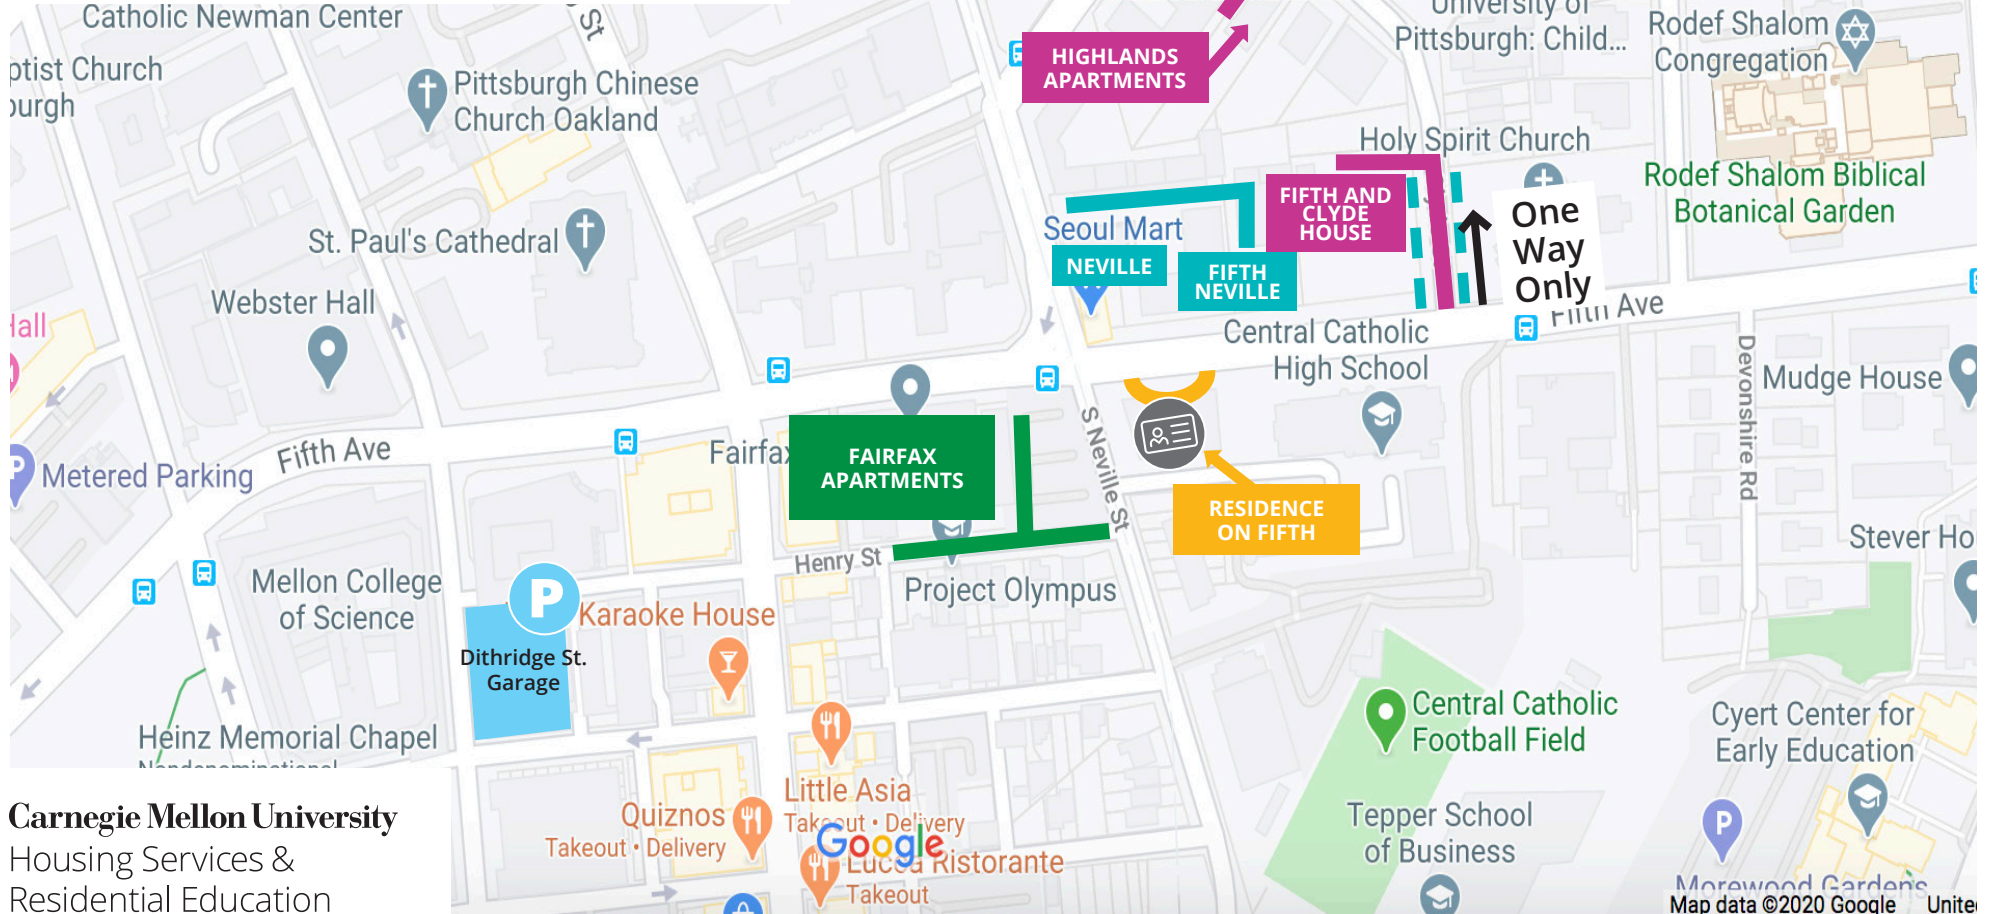 Catholic Newman Center
St
University of
Pittsburgh: Child...
Rodef Shalom
Congregation
HIGHLANDS
APARTMENTS
ptist Church
burgh
Pittsburgh Chinese
Church Oakland
Holy Spirit Church
Rodef Shalom Biblical
Botanical Garden
FIFTH AND
CLYDE
HOUSE
One
Way
Only
St. Paul's Cathedral
Seoul Mart
NEVILLE
FIFTH
NEVILLE
Webster Hall
Hall
Fifth Ave
Central Catholic
High School
Mudge House
Devonshire Rd
S Neville St
Fifth Ave
P
Metered Parking
Fairfax
FAIRFAX
APARTMENTS
RESIDENCE
ON FIFTH
Stever Ho
Henry St
Project Olympus
Mellon College
of Science
P
Karaoke House
Dithridge St.
Garage
Central Catholic
Football Field
Cyert Center for
Early Education
Heinz Memorial Chapel
Nondenominational
Little Asia
Takeout • Delivery
Quiznos
Takeout • Delivery
Google
Lucca Ristorante
Takeout
Tepper School
of Business
P
Morewood Gardens
Map data ©2020 Google
Unite
Carnegie Mellon University
Housing Services &
Residential Education